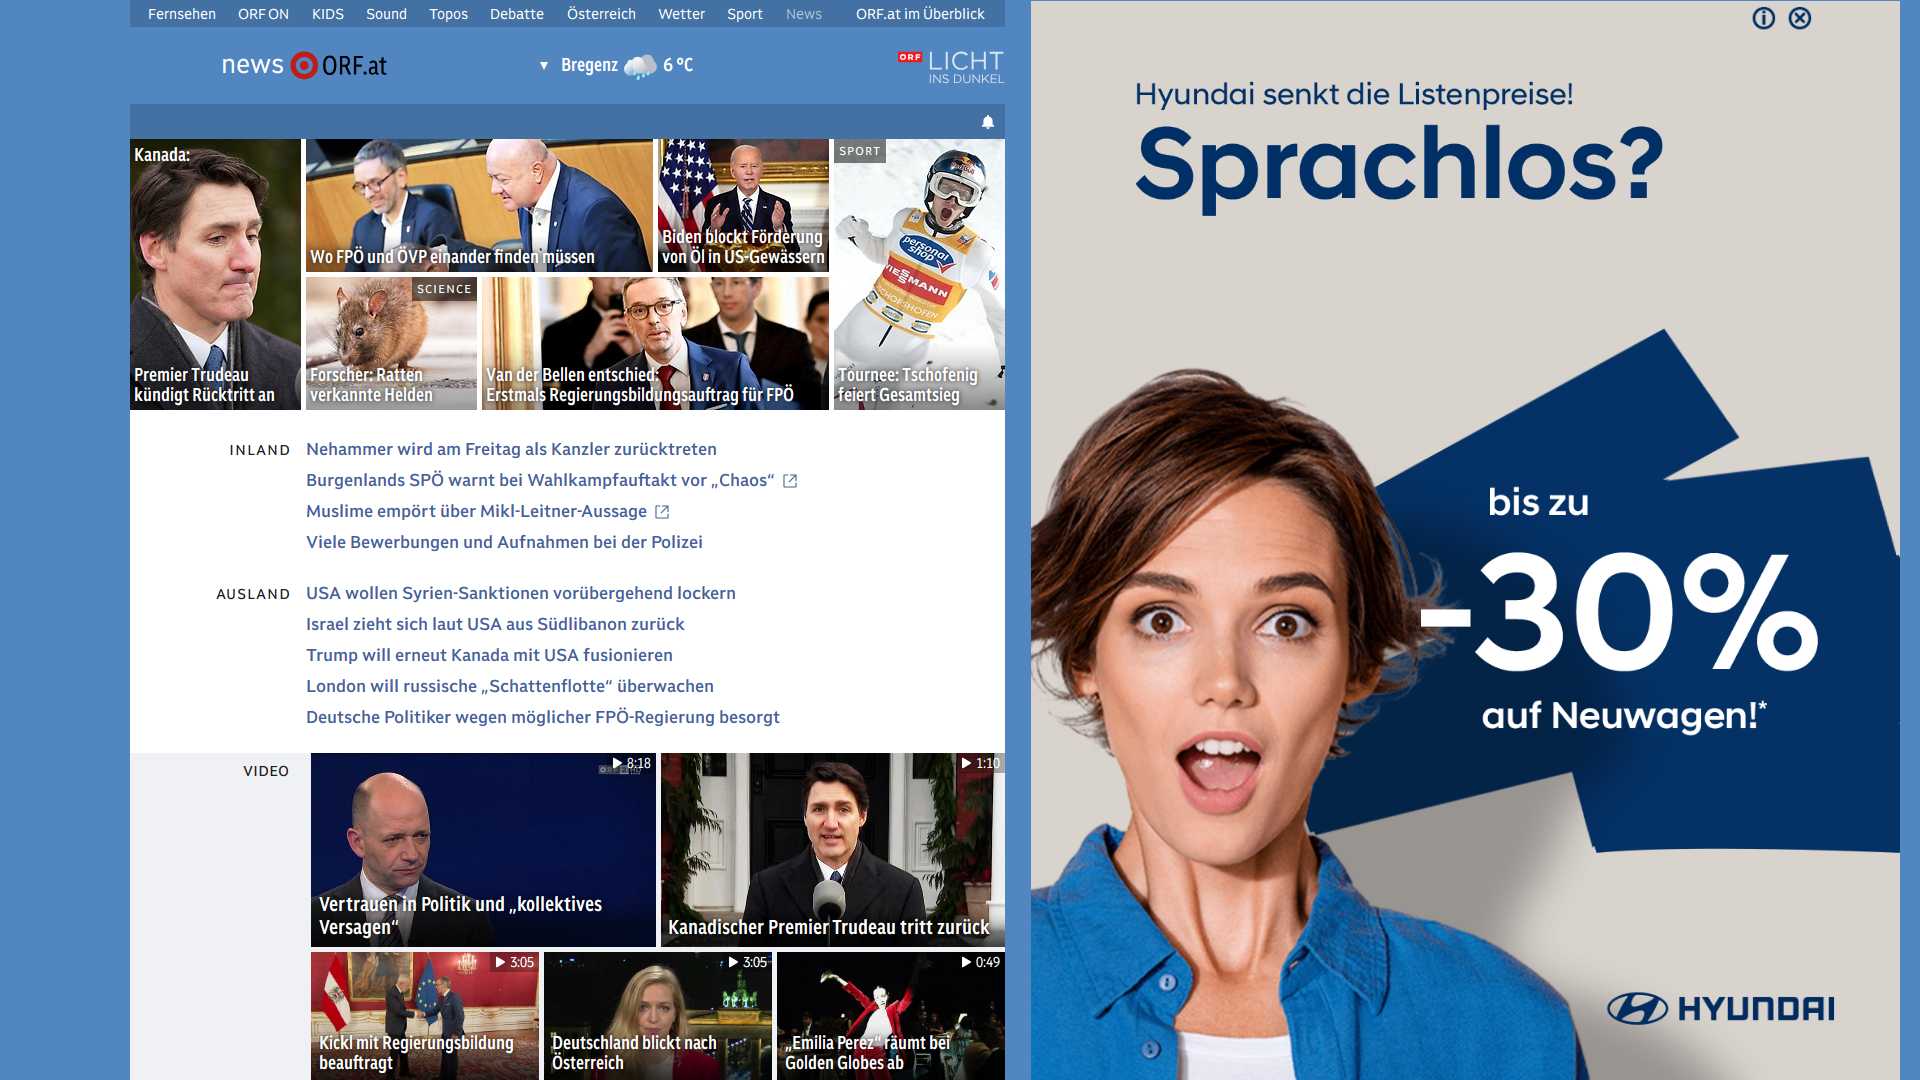 Fernsehen ORF ON KIDS Sound Topos Debatte Österreich Wetter Sport News ORF.at im Überblick
news ORF.at
Bregenz 6 °C
ORF LICHT
INS DUNKEL
Kanada:
Premier Trudeau
kündigt Rücktritt an
Wo FPÖ und ÖVP einander finden müssen
Biden blockt Förderung
von Öl in US-Gewässern
SPORT
personal
shop
VIESSMANN
BISCHOFSHOFEN
Tournee: Tschofenig
feiert Gesamtsieg
SCIENCE
Forscher: Ratten
verkannte Helden
Van der Bellen entschied:
Erstmals Regierungsbildungsauftrag für FPÖ
INLAND
Nehammer wird am Freitag als Kanzler zurücktreten
Burgenlands SPÖ warnt bei Wahlkampfauftakt vor „Chaos“
Muslime empört über Mikl-Leitner-Aussage
Viele Bewerbungen und Aufnahmen bei der Polizei
AUSLAND
USA wollen Syrien-Sanktionen vorübergehend lockern
Israel zieht sich laut USA aus Südlibanon zurück
Trump will erneut Kanada mit USA fusionieren
London will russische „Schattenflotte“ überwachen
Deutsche Politiker wegen möglicher FPÖ-Regierung besorgt
VIDEO
8:18
Vertrauen in Politik und „kollektives
Versagen“
1:10
Kanadischer Premier Trudeau tritt zurück
3:05
Kickl mit Regierungsbildung
beauftragt
3:05
Deutschland blickt nach
Österreich
0:49
„Emilia Perez“ räumt bei
Golden Globes ab
Hyundai senkt die Listenpreise!
Sprachlos?
bis zu
-30%
auf Neuwagen!*
HYUNDAI